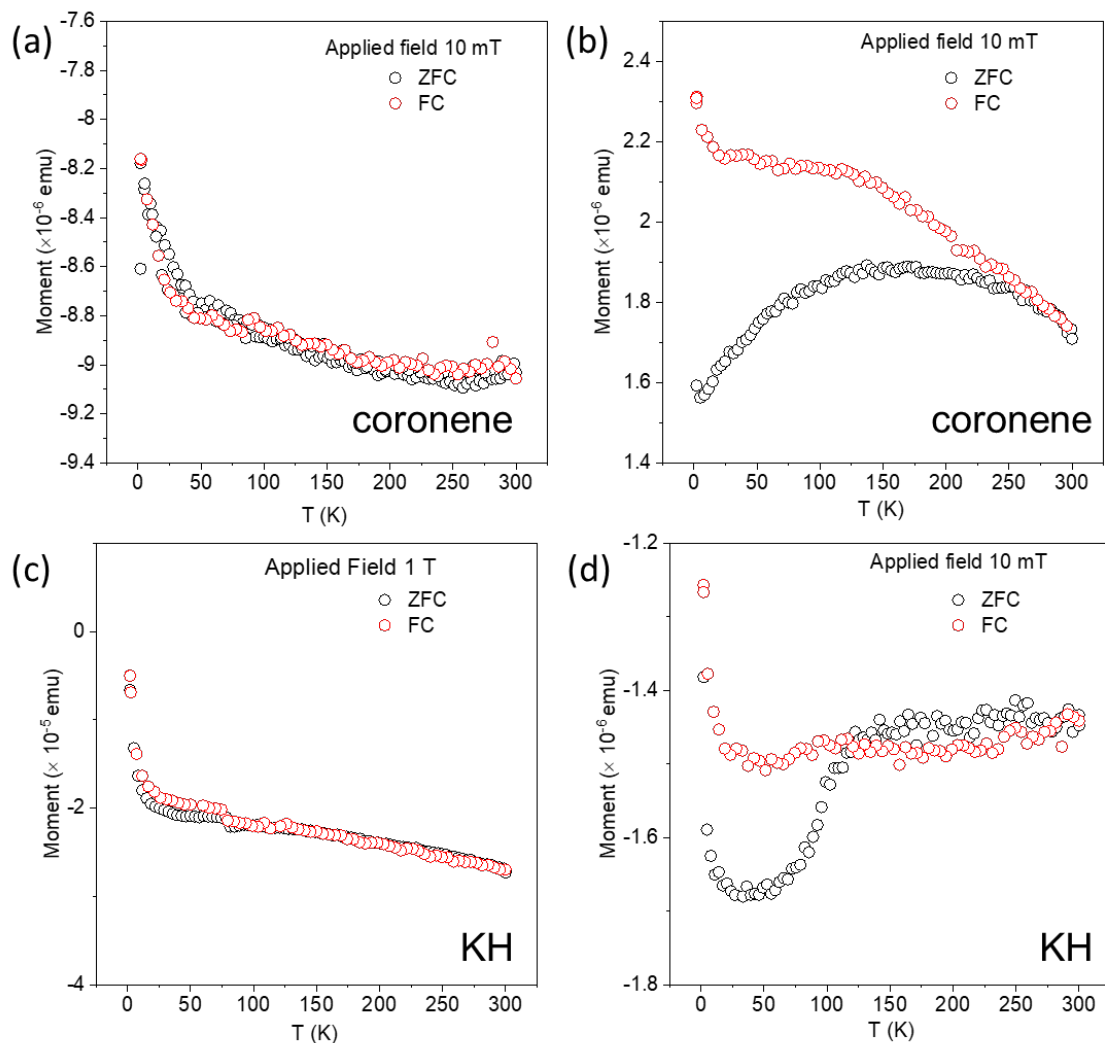 (a)
Applied field 10 mT
ZFC
FC
Moment (×10⁻⁶ emu)
-7.6
-7.8
-8
-8.2
-8.4
-8.6
-8.8
-9
-9.2
-9.4
0 50 100 150 200 250 300
T (K)
coronene
(b)
Applied field 10 mT
ZFC
FC
Moment (×10⁻⁶ emu)
2.4
2.2
2
1.8
1.6
1.4
0 50 100 150 200 250 300
T (K)
coronene
(c)
Applied Field 1 T
ZFC
FC
Moment (× 10⁻⁵ emu)
0
-2
-4
0 50 100 150 200 250 300
T (K)
KH
(d)
Applied field 10 mT
ZFC
FC
Moment (× 10⁻⁶ emu)
-1.2
-1.4
-1.6
-1.8
0 50 100 150 200 250 300
T (K)
KH